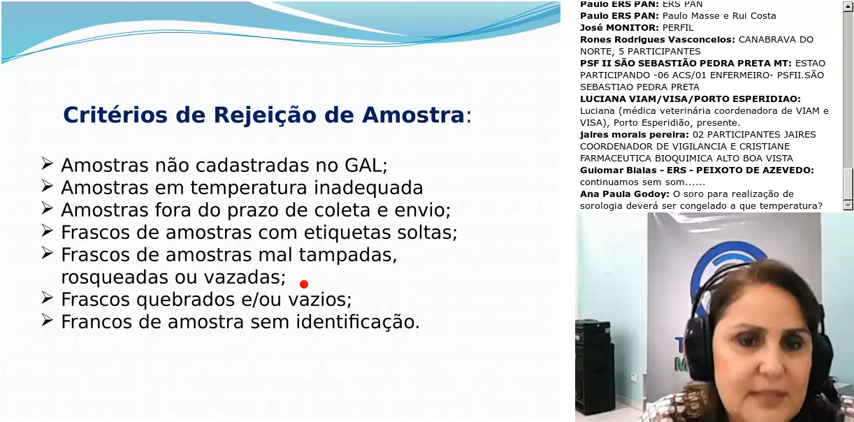 Critérios de Rejeição de Amostra:
➢ Amostras não cadastradas no GAL;
➢ Amostras em temperatura inadequada
➢ Amostras fora do prazo de coleta e envio;
➢ Frascos de amostras com etiquetas soltas;
➢ Frascos de amostras mal tampadas,
rosqueadas ou vazadas;
➢ Frascos quebrados e/ou vazios;
➢ Francos de amostra sem identificação.
Paulo ERS PAN: ERS PAN
Paulo ERS PAN: Paulo Masse e Rui Costa
José MONITOR: PERFIL
Rones Rodrigues Vasconcelos: CANABRAVA DO
NORTE, 5 PARTICIPANTES
PSF II SÃO SEBASTIÃO PEDRA PRETA MT: ESTAO
PARTICIPANDO -06 ACS/01 ENFERMEIRO- PSFII.SÃO
SEBASTIAO PEDRA PRETA
LUCIANA VIAM/VISA/PORTO ESPERIDIAO:
Luciana (médica veterinária coordenadora de VIAM e
VISA), Porto Esperidião, presente.
jaires morais pereira: 02 PARTICIPANTES JAIRES
COORDENADOR DE VIGILANCIA E CRISTIANE
FARMACEUTICA BIOQUIMICA ALTO BOA VISTA
Guiomar Bialas - ERS - PEIXOTO DE AZEVEDO:
continuamos sem som......
Ana Paula Godoy: O soro para realização de
sorologia deverá ser congelado a que temperatura?